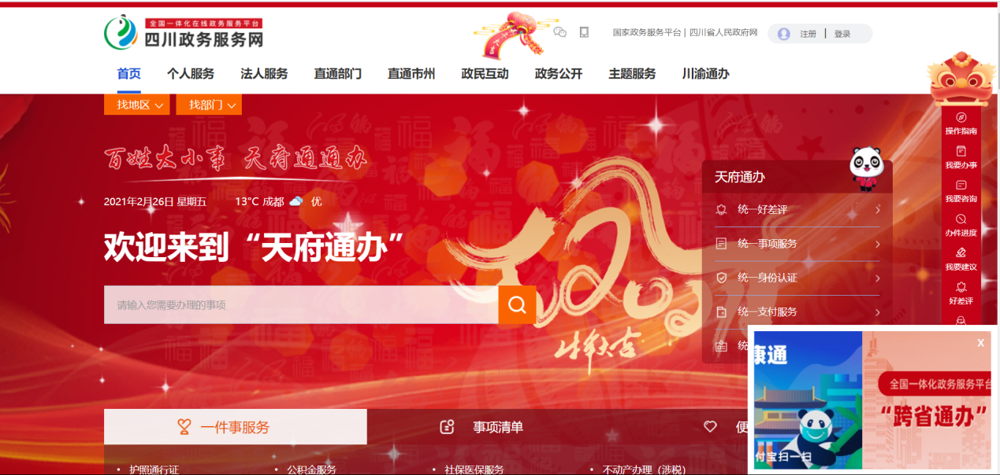 全国一体化在线政务服务平台
四川政务服务网
国家政务服务平台 | 四川省人民政府网
注册 | 登录
首页 个人服务 法人服务 直通部门 直通市州 政民互动 政务公开 主题服务 川渝通办
找地区 找部门
百姓大小事 天府通通办
2021年2月26日 星期五 13°C 成都 优
欢迎来到“天府通办”
请输入您需要办理的事项
2021
牛年大吉
天府通办
统一好差评
统一事项服务
统一身份认证
统一支付服务
统
操作指南
我要办事
我要咨询
办件进度
我要建议
好差评
康通
付宝扫一扫
X
全国一体化政务服务平台
“跨省通办”
一件事服务 事项清单 便
• 护照通行证 • 公积金服务 • 社保医保服务 • 不动产办理（涉税）